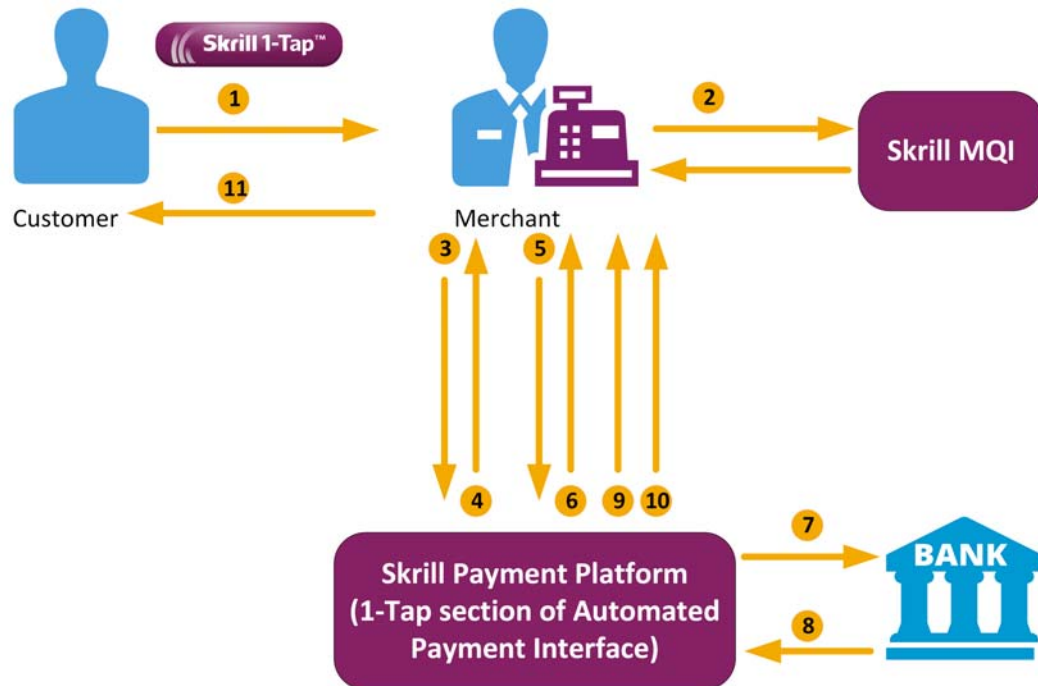 Skrill 1-Tap™
1
2
Skrill MQI
11
Customer
Merchant
3
5
4
6
9
10
7
BANK
Skrill Payment Platform
(1-Tap section of Automated
Payment Interface)
8